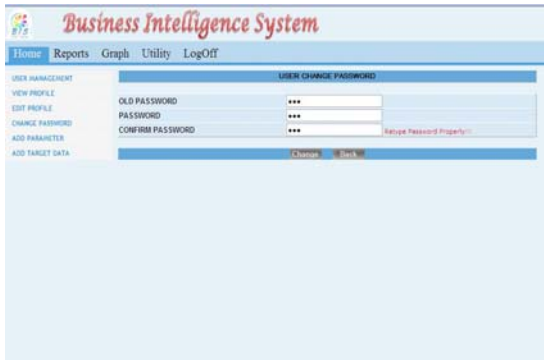 BIS
Business Intelligence System
Home Reports Graph Utility LogOff
USER MANAGEMENT
VIEW PROFILE
EDIT PROFILE
CHANGE PASSWORD
ADD PARAMETER
ADD TARGET DATA
USER CHANGE PASSWORD
OLD PASSWORD •••
PASSWORD •••
CONFIRM PASSWORD ••• Retype Password Properly!!!
Change Back